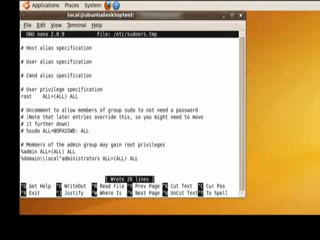 Applications Places System
local@ubuntudesktoptest:
File Edit View Terminal Help
GNU nano 2.0.9 File: /etc/sudoers.tmp
# Host alias specification
# User alias specification
# Cmnd alias specification
# User privilege specification
root ALL=(ALL) ALL
# Uncomment to allow members of group sudo to not need a password
# (Note that later entries override this, so you might need to move
# it further down)
# %sudo ALL=NOPASSWD: ALL
# Members of the admin group may gain root privileges
%admin ALL=(ALL) ALL
%domain\\local^administrators ALL=(ALL) ALL
[ Wrote 26 lines ]
^G Get Help ^O WriteOut ^R Read File ^Y Prev Page ^K Cut Text ^C Cur Pos
^X Exit ^J Justify ^W Where Is ^V Next Page ^U UnCut Text ^T To Spell